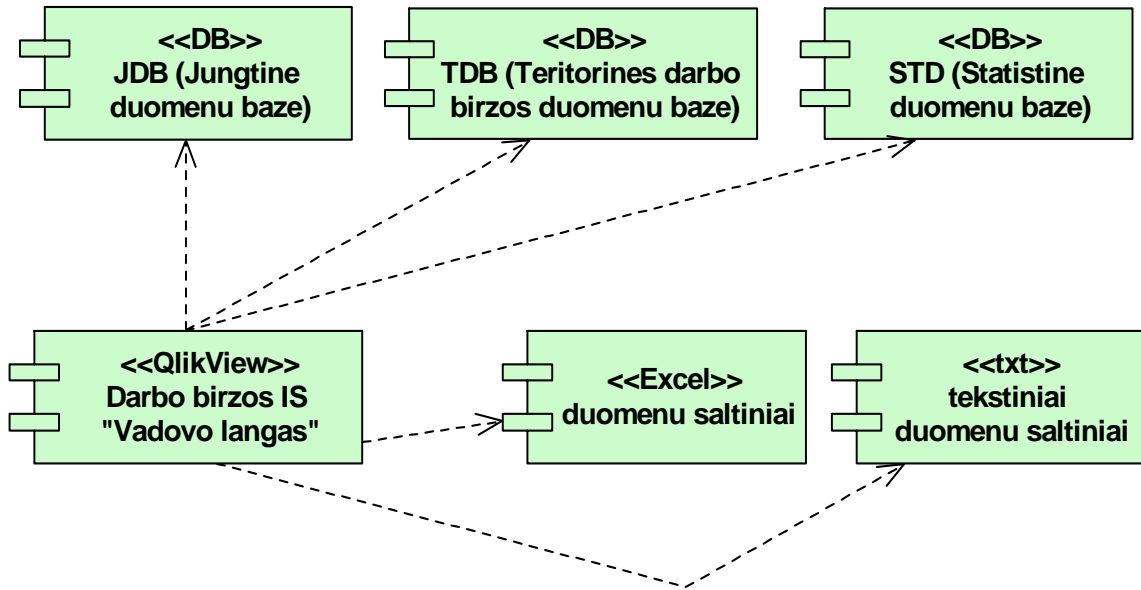 <<DB>>
JDB (Jungtine
duomenu baze)
<<DB>>
TDB (Teritorines darbo
birzos duomenu baze)
<<DB>>
STD (Statistine
duomenu baze)
<<QlikView>>
Darbo birzos IS
"Vadovo langas"
<<Excel>>
duomenu saltiniai
<<txt>>
tekstiniai
duomenu saltiniai